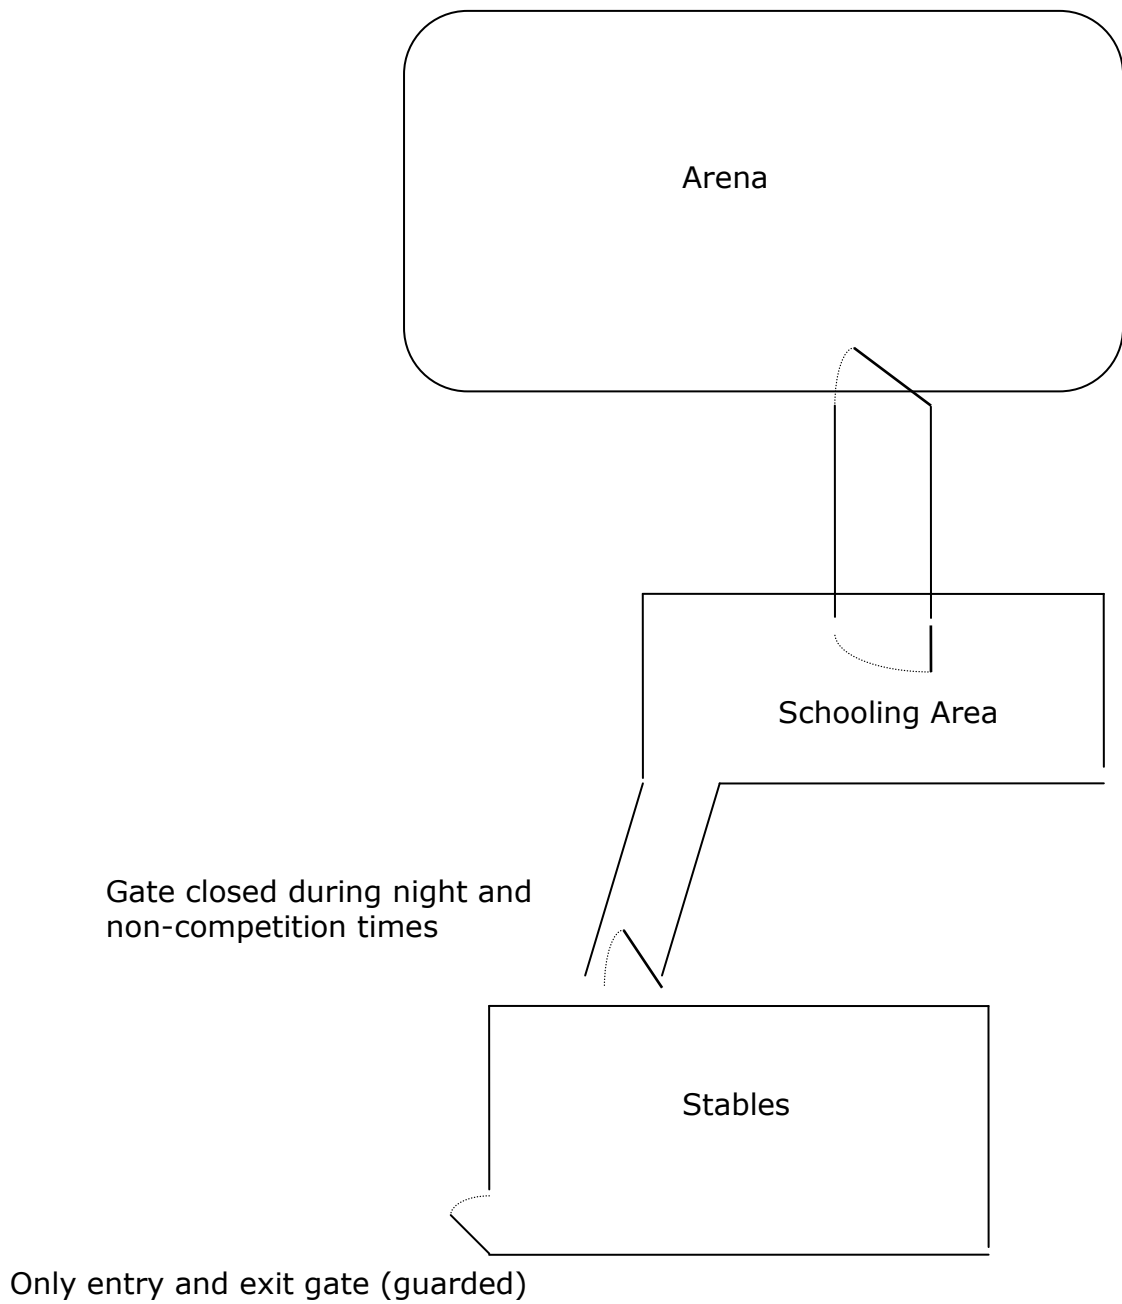 Arena
Schooling Area
Gate closed during night and
non-competition times
Stables
Only entry and exit gate (guarded)